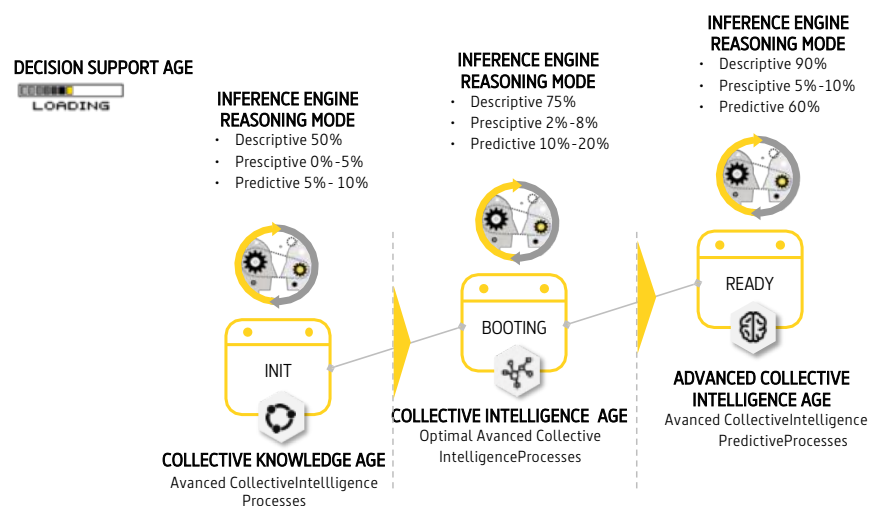 DECISION SUPPORT AGE
LOADING
INFERENCE ENGINE
REASONING MODE
• Descriptive 50%
• Presciptive 0%-5%
• Predictive 5%- 10%
INIT
COLLECTIVE KNOWLEDGE AGE
Avanced CollectiveIntellligence
Processes
INFERENCE ENGINE
REASONING MODE
• Descriptive 75%
• Presciptive 2%-8%
• Predictive 10%-20%
BOOTING
COLLECTIVE INTELLIGENCE AGE
Optimal Avanced Collective
IntelligenceProcesses
INFERENCE ENGINE
REASONING MODE
• Descriptive 90%
• Presciptive 5%-10%
• Predictive 60%
READY
ADVANCED COLLECTIVE
INTELLIGENCE AGE
Avanced CollectiveIntelligence
PredictiveProcesses